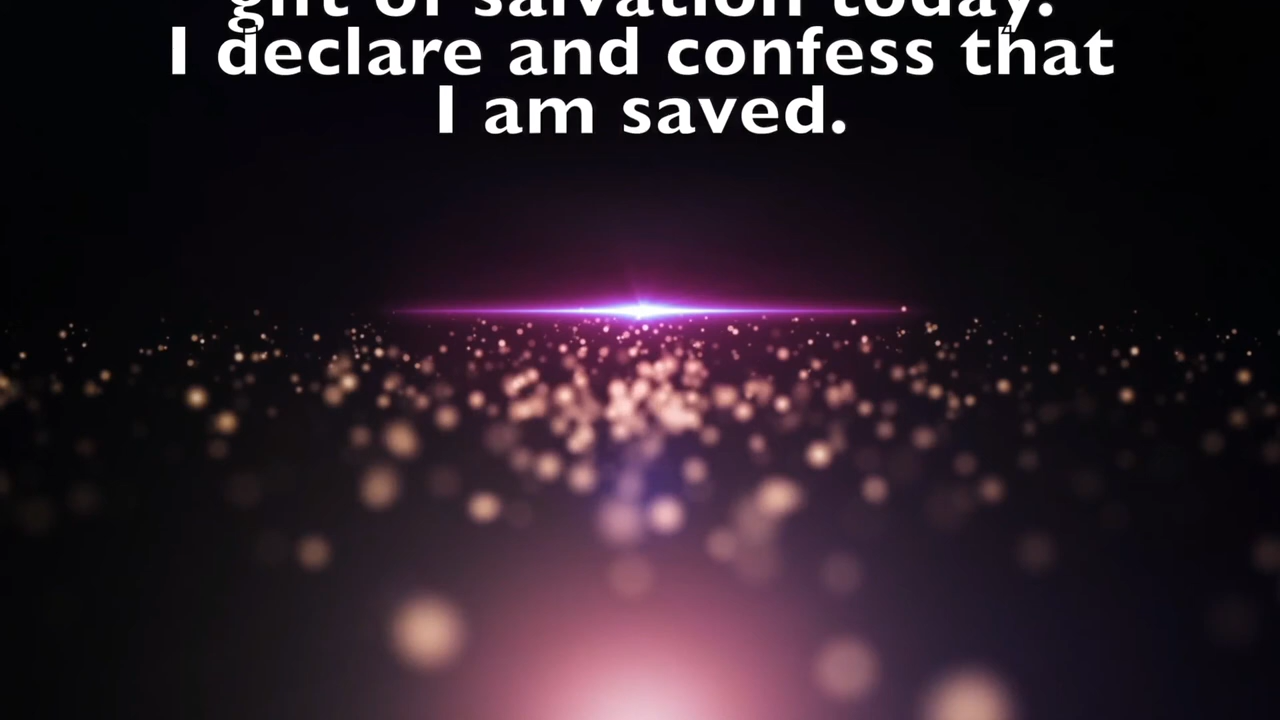 gift of salvation today.
I declare and confess that
I am saved.